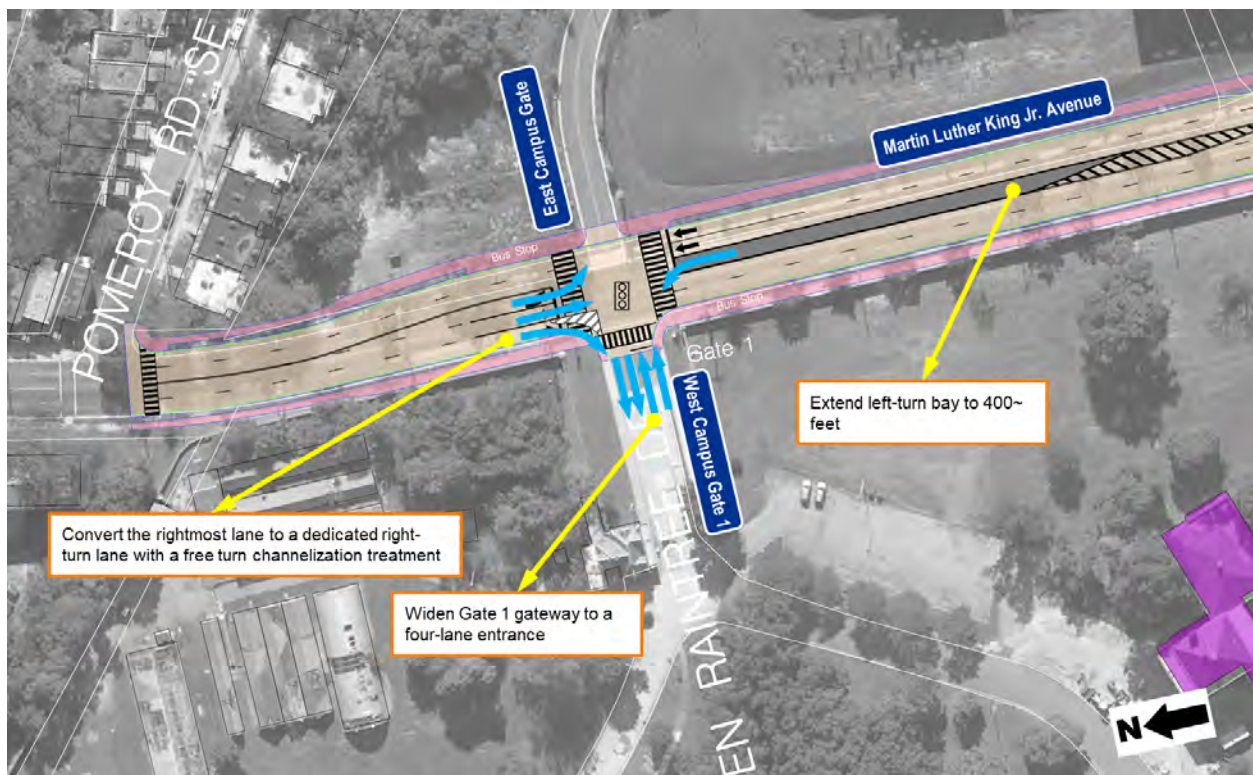 POMEROY RD SE
East Campus Gate
Martin Luther King Jr. Avenue
Bus Stop
Bus Stop
Gate 1
West Campus Gate 1
Extend left-turn bay to 400~
feet
Convert the rightmost lane to a dedicated right-
turn lane with a free turn channelization treatment
Widen Gate 1 gateway to a
four-lane entrance
EN RAINTREE
N